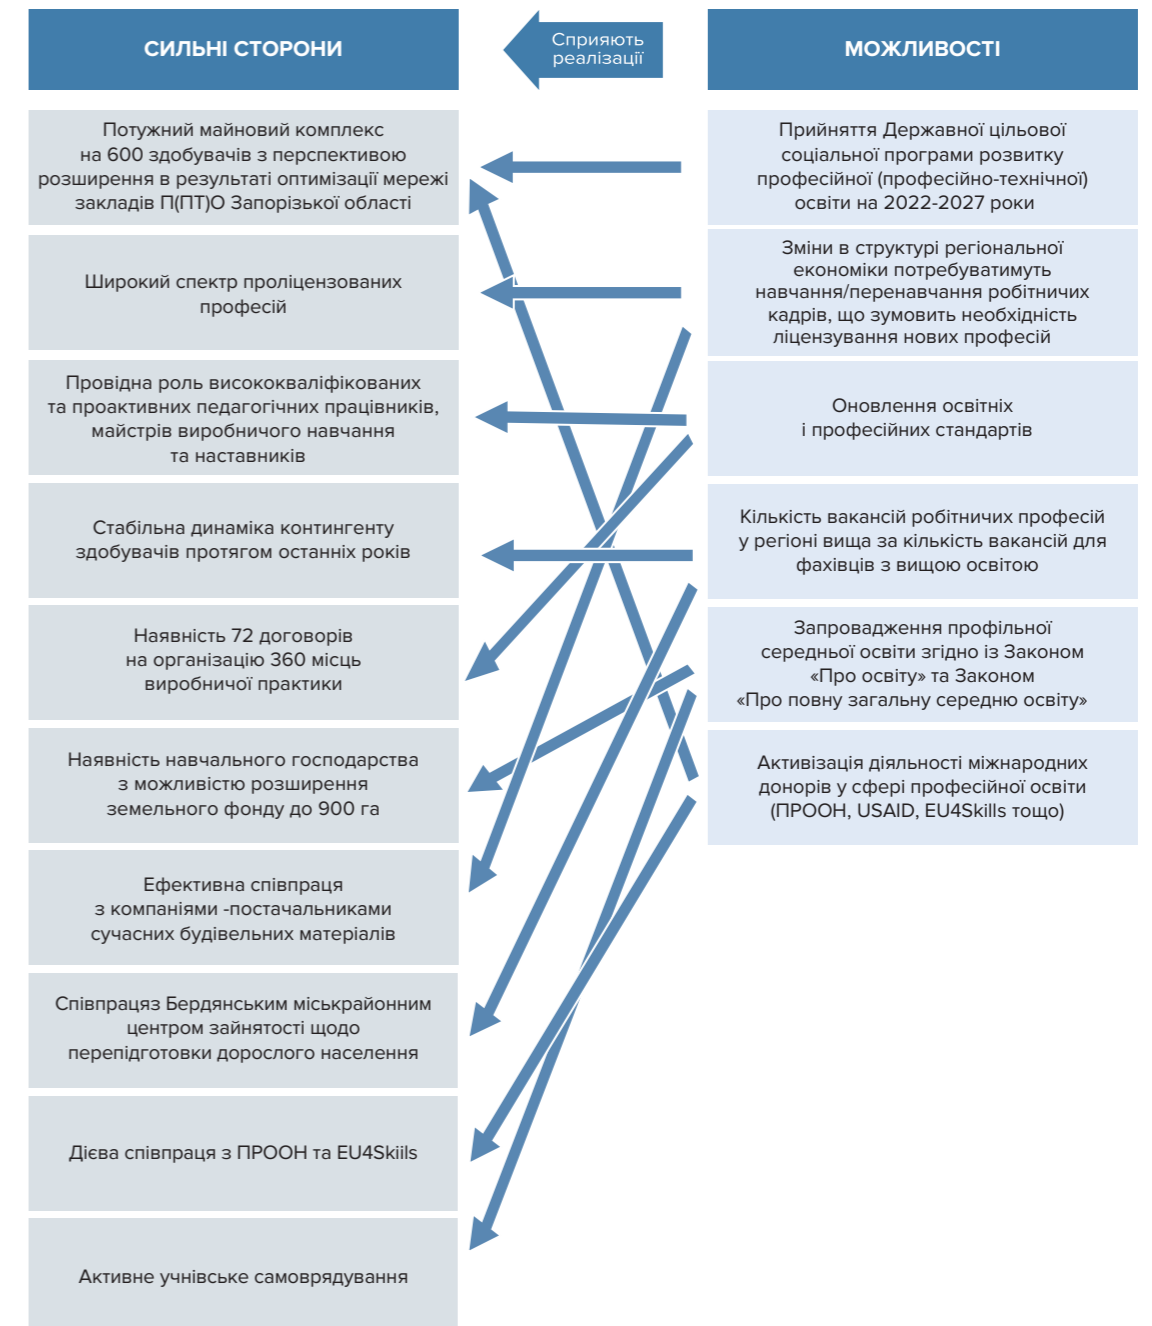 СИЛЬНІ СТОРОНИ
Сприяють
реалізації
МОЖЛИВОСТІ
Потужний майновий комплекс
на 600 здобувачів з перспективою
розширення в результаті оптимізації мережі
закладів П(ПТ)О Запорізької області
Широкий спектр проліцензованих
професій
Провідна роль висококваліфікованих
та проактивних педагогічних працівників,
майстрів виробничого навчання
та наставників
Стабільна динаміка контингенту
здобувачів протягом останніх років
Наявність 72 договорів
на організацію 360 місць
виробничої практики
Наявність навчального господарства
з можливістю розширення
земельного фонду до 900 га
Ефективна співпраця
з компаніями -постачальниками
сучасних будівельних матеріалів
Співпрацяз Бердянським міськрайонним
центром зайнятості щодо
перепідготовки дорослого населення
Дієва співпраця з ПРООН та EU4Skiils
Активне учнівське самоврядування
Прийняття Державної цільової
соціальної програми розвитку
професійної (професійно-технічної)
освіти на 2022-2027 роки
Зміни в структурі регіональної
економіки потребуватимуть
навчання/перенавчання робітничих
кадрів, що зумовить необхідність
ліцензування нових професій
Оновлення освітніх
і професійних стандартів
Кількість вакансій робітничих професій
у регіоні вища за кількість вакансій для
фахівців з вищою освітою
Запровадження профільної
середньої освіти згідно із Законом
«Про освіту» та Законом
«Про повну загальну середню освіту»
Активізація діяльності міжнародних
донорів у сфері професійної освіти
(ПРООН, USAID, EU4Skills тощо)